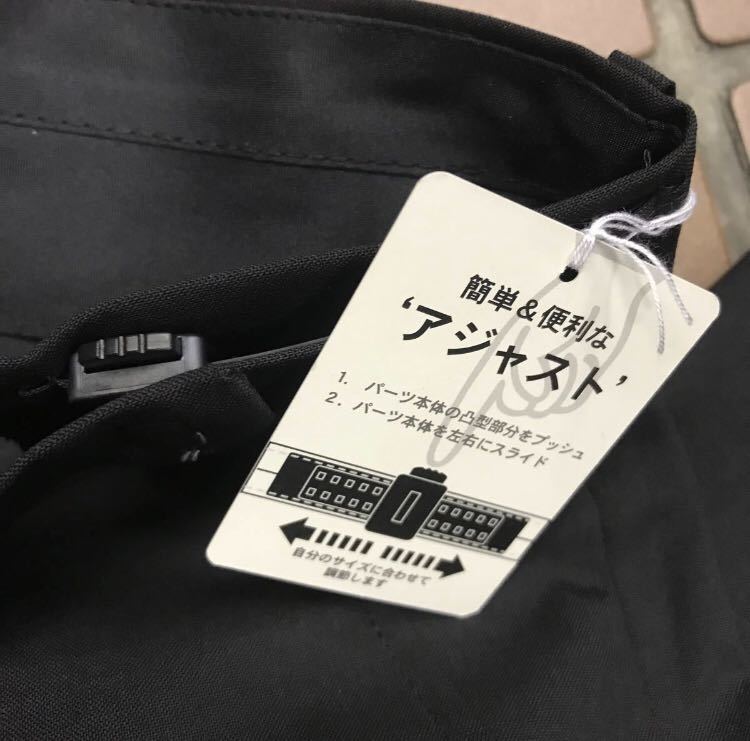 簡単&便利な
‘アジャスト’
1. パーツ本体の凸型部分をプッシュ
2. パーツ本体を左右にスライド
自分のサイズに合わせて
調節します